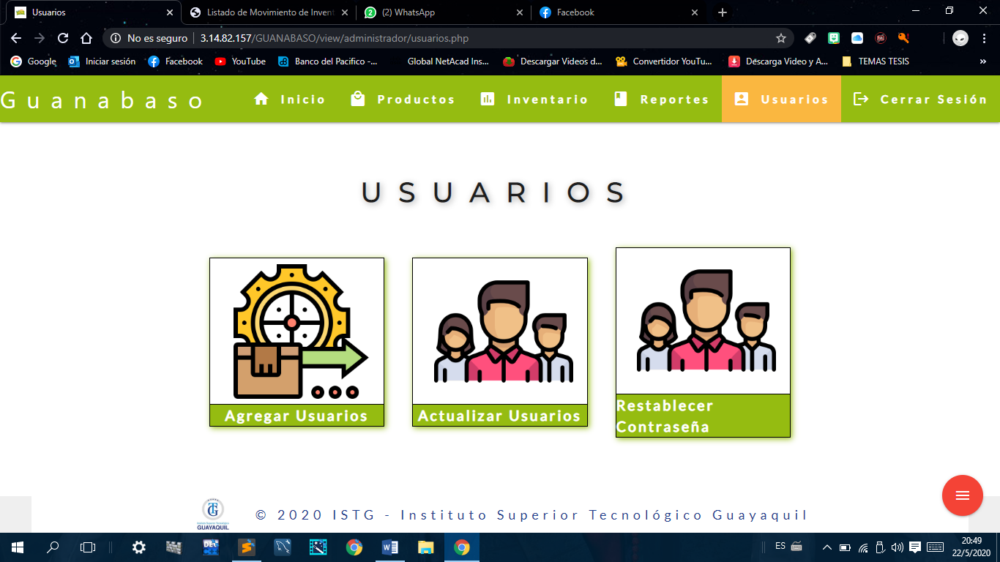 Usuarios
Listado de Movimiento de Invent
(2) WhatsApp
Facebook
No es seguro | 3.14.82.157/GUANABASO/view/administrador/usuarios.php
Google
Iniciar sesión
Facebook
YouTube
Banco del Pacifico -...
Global NetAcad Ins...
Descargar Videos d...
Convertidor YouTu...
Descarga Video y A...
TEMAS TESIS
»
Guanabaso
Inicio
Productos
Inventario
Reportes
Usuarios
Cerrar Sesión
USUARIOS
Agregar Usuarios
Actualizar Usuarios
Restablecer
Contraseña
GUAYAQUIL
© 2020 ISTG - Instituto Superior Tecnológico Guayaquil
DEV
ES
20:49
22/5/2020